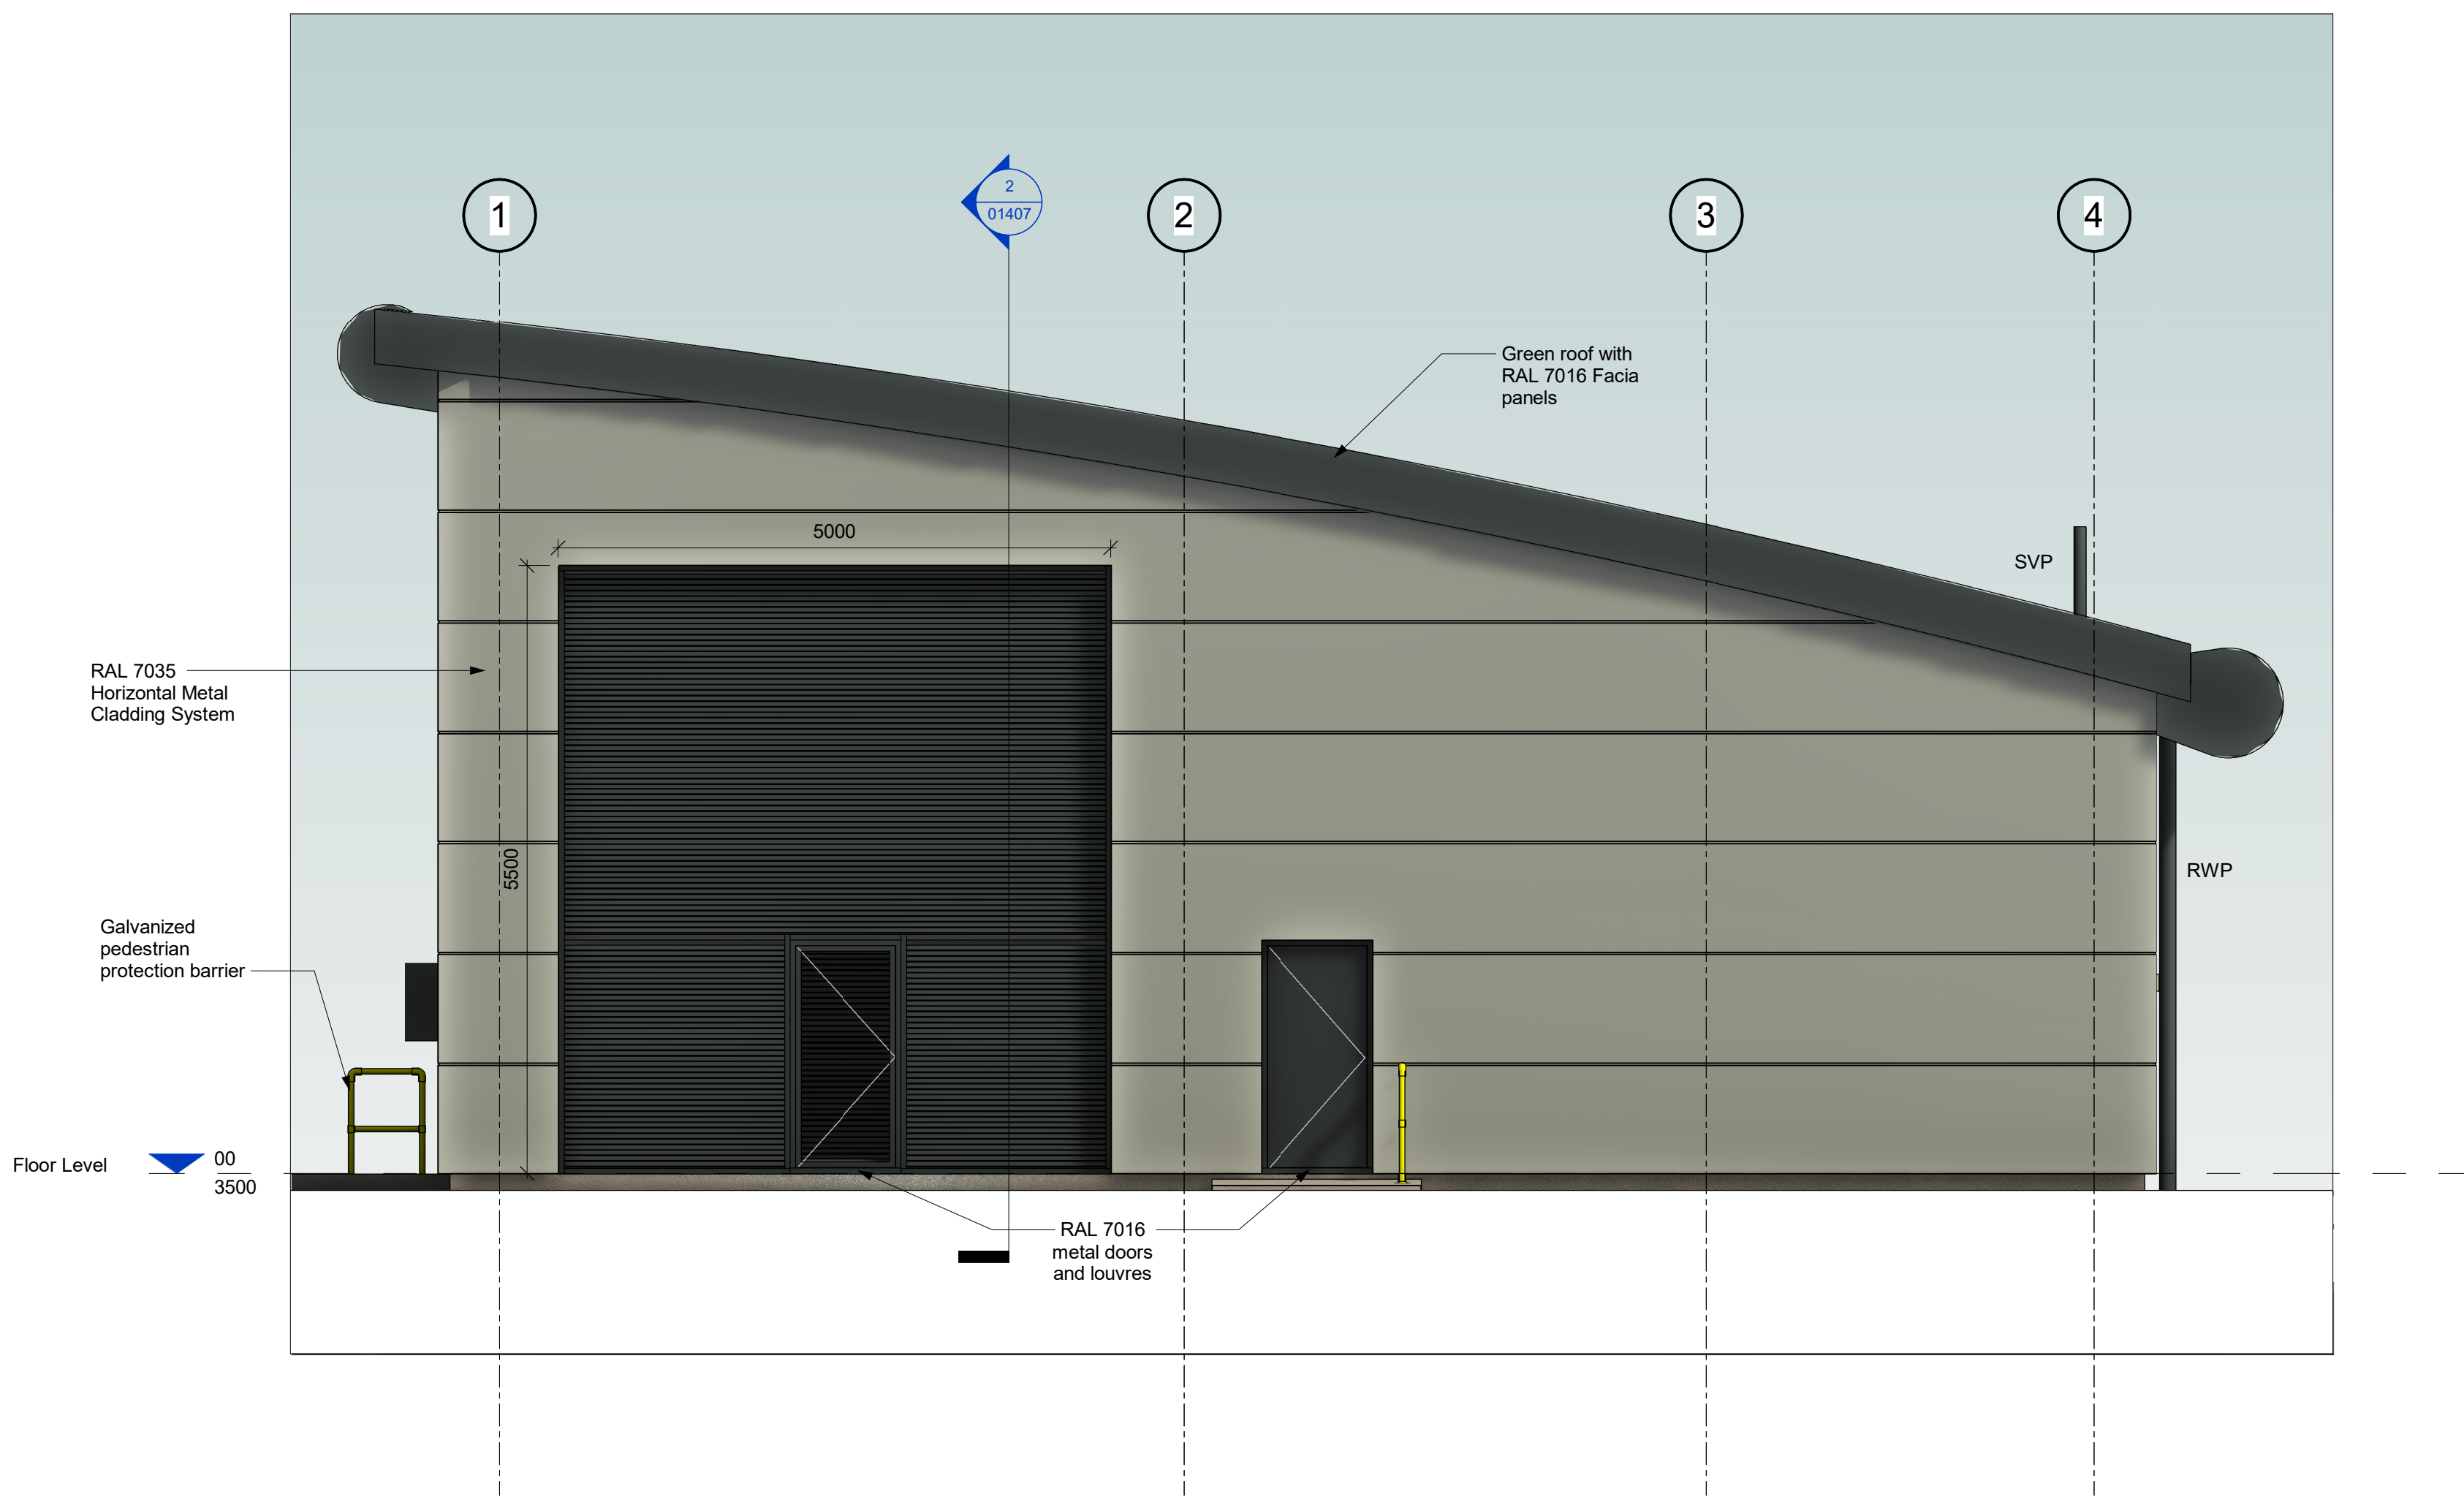 2
01407
1
2
3
4
Green roof with
RAL 7016 Facia
panels
5000
SVP
RAL 7035
Horizontal Metal
Cladding System
5500
RWP
Galvanized
pedestrian
protection barrier
Floor Level
00
3500
RAL 7016
metal doors
and louvres